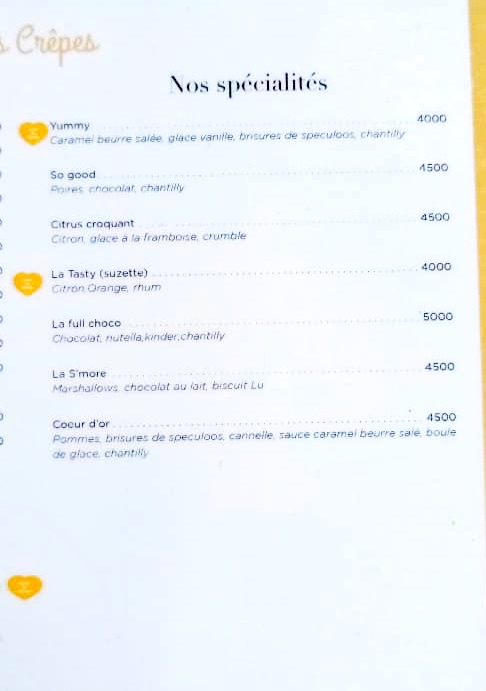 Crêpes
Nos spécialités
Yummy 4000
Caramel beurre salée, glace vanille, brisures de speculoos, chantilly
So good 4500
Poires, chocolat, chantilly
Citrus croquant 4500
Citron, glace à la framboise, crumble
La Tasty (suzette) 4000
Citron,Orange, rhum
La full choco 5000
Chocolat, nutella,kinder,chantilly
La S'more 4500
Marshallows, chocolat au lait, biscuit Lu
Coeur d'or 4500
Pommes, brisures de speculoos, cannelle, sauce caramel beurre salé, boule
de glace, chantilly